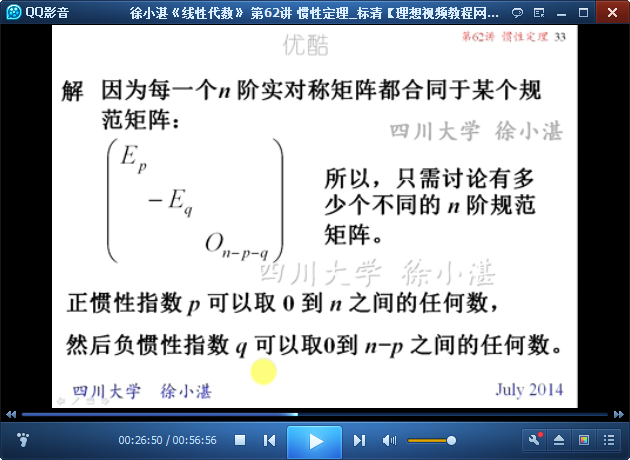 QQ影音
徐小湛《线性代数》 第62讲 惯性定理_标清【理想视频教程网...
优酷
第62讲 惯性定理 33
解 因为每一个n 阶实对称矩阵都合同于某个规
范矩阵：
四川大学 徐小湛
E_p
−E_q
O_{n−p−q}
所以，只需讨论有多
少个不同的 n 阶规范
矩阵。
四川大学 徐小湛
正惯性指数 p 可以取 0 到 n 之间的任何数，
然后负惯性指数 q 可以取0到 n−p 之间的任何数。
四川大学 徐小湛
July 2014
00:26:50 / 00:56:56